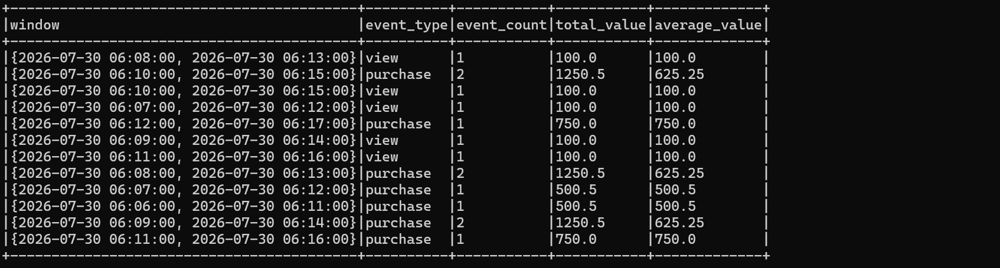 +------------------------------------------+----------+-----------+-----------+-------------+
|window                                    |event_type|event_count|total_value|average_value|
+------------------------------------------+----------+-----------+-----------+-------------+
|{2026-07-30 06:08:00, 2026-07-30 06:13:00}|view      |1          |100.0      |100.0        |
|{2026-07-30 06:10:00, 2026-07-30 06:15:00}|purchase  |2          |1250.5     |625.25       |
|{2026-07-30 06:10:00, 2026-07-30 06:15:00}|view      |1          |100.0      |100.0        |
|{2026-07-30 06:07:00, 2026-07-30 06:12:00}|view      |1          |100.0      |100.0        |
|{2026-07-30 06:12:00, 2026-07-30 06:17:00}|purchase  |1          |750.0      |750.0        |
|{2026-07-30 06:09:00, 2026-07-30 06:14:00}|view      |1          |100.0      |100.0        |
|{2026-07-30 06:11:00, 2026-07-30 06:16:00}|view      |1          |100.0      |100.0        |
|{2026-07-30 06:08:00, 2026-07-30 06:13:00}|purchase  |2          |1250.5     |625.25       |
|{2026-07-30 06:07:00, 2026-07-30 06:12:00}|purchase  |1          |500.5      |500.5        |
|{2026-07-30 06:06:00, 2026-07-30 06:11:00}|purchase  |1          |500.5      |500.5        |
|{2026-07-30 06:09:00, 2026-07-30 06:14:00}|purchase  |2          |1250.5     |625.25       |
|{2026-07-30 06:11:00, 2026-07-30 06:16:00}|purchase  |1          |750.0      |750.0        |
+------------------------------------------+----------+-----------+-----------+-------------+